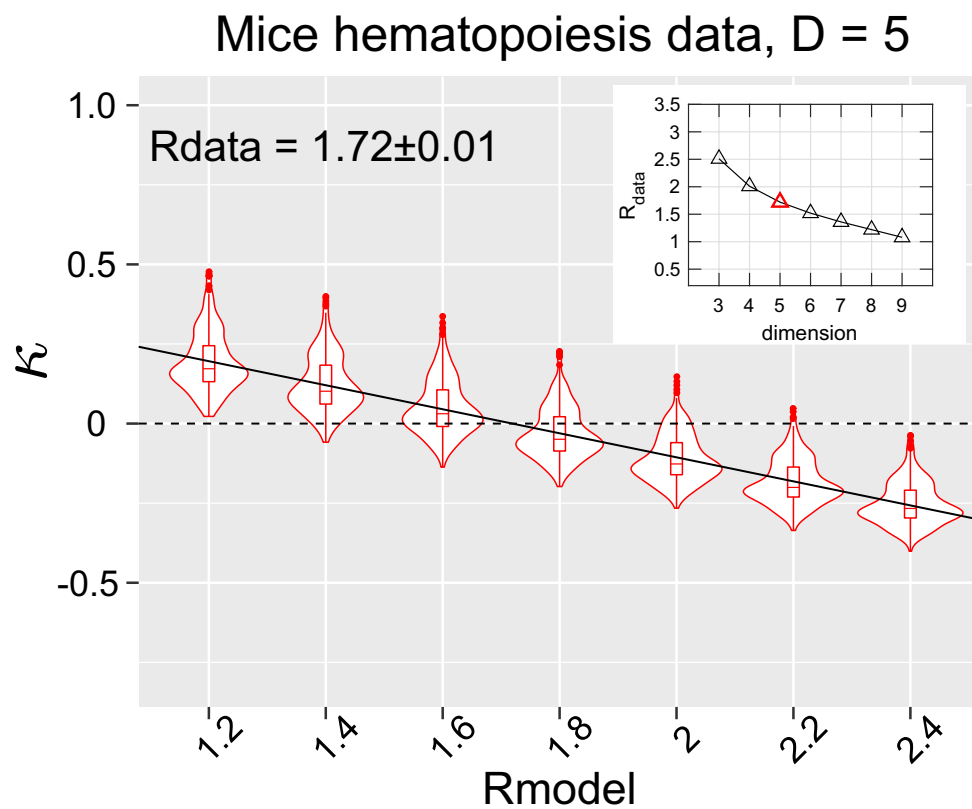 Mice hematopoiesis data, D = 5
1.0
Rdata = 1.72±0.01
0.5
0
-0.5
κ
1.2 1.4 1.6 1.8 2 2.2 2.4
Rmodel
3.5
3
2.5
2
1.5
1
0.5
R_data
3 4 5 6 7 8 9
dimension